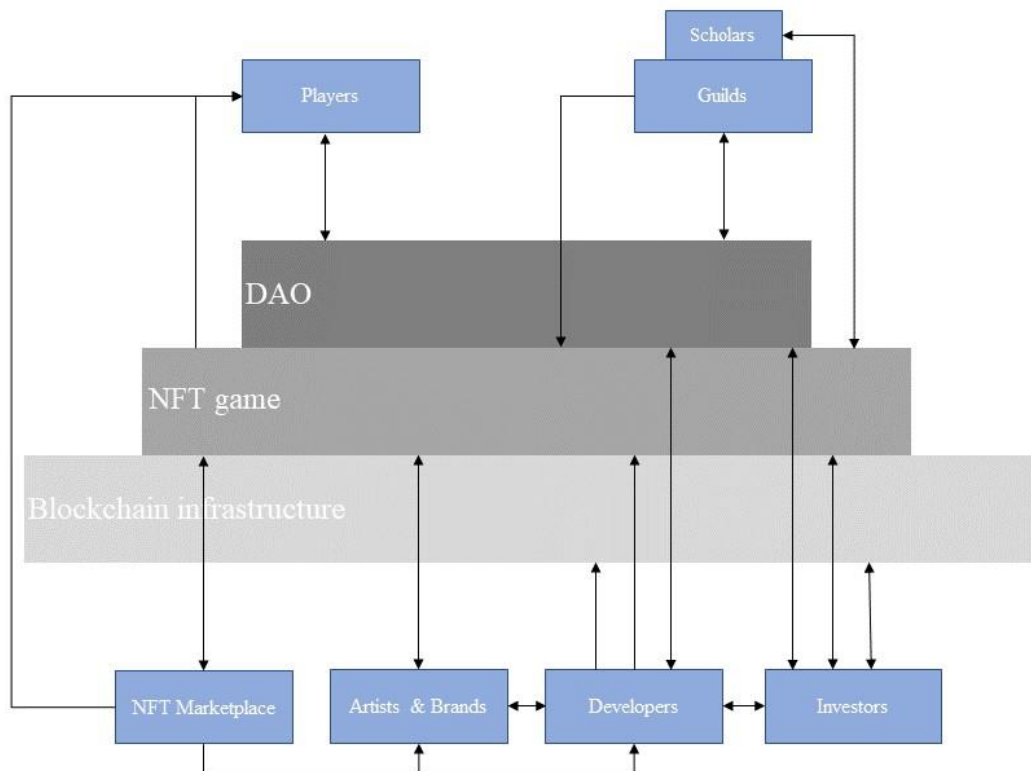 Scholars
Players
Guilds
DAO
NFT game
Blockchain infrastructure
NFT Marketplace
Artists & Brands
Developers
Investors